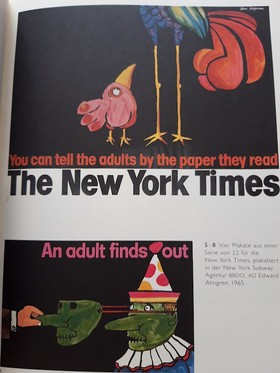 You can tell the adults by the paper they read
The New York Times
An adult finds out
5-8 Vier Plakate aus einer
Serie von 22 für die
New York Times, plakatiert
in der New York Subway.
Agentur BBDO, AD Edward
Almgren, 1965